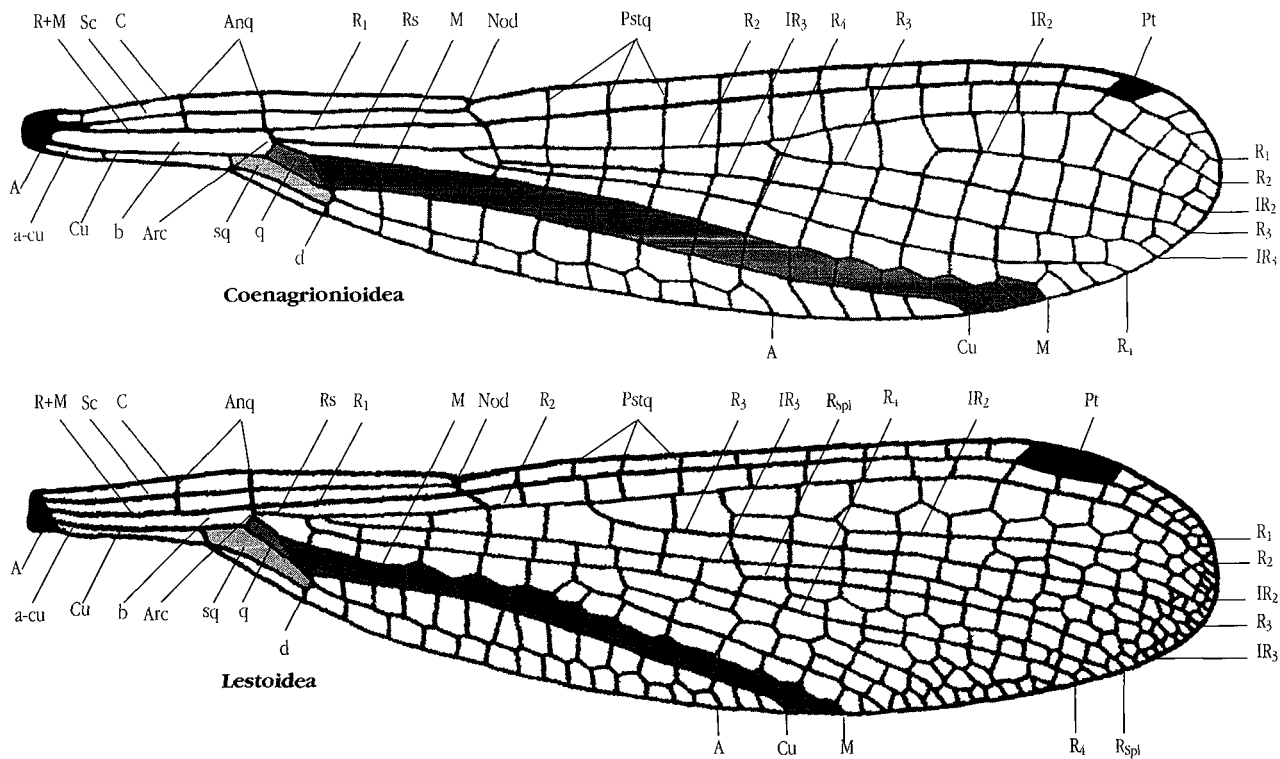 R+M Sc C Anq R1 Rs M Nod Pstq R2 IR3 R4 R3 IR2 Pt
R1
R2
IR2
R3
IR3
A
a-cu Cu b Arc sq q
d
Coenagrionioidea
A Cu M R4
R+M Sc C Anq Rs R1 M Nod R2 Pstq R3 IR3 Rspl R4 IR2 Pt
R1
R2
IR2
R3
IR3
A
a-cu Cu b Arc sq q
d
Lestoidea
A Cu M R4 Rspl